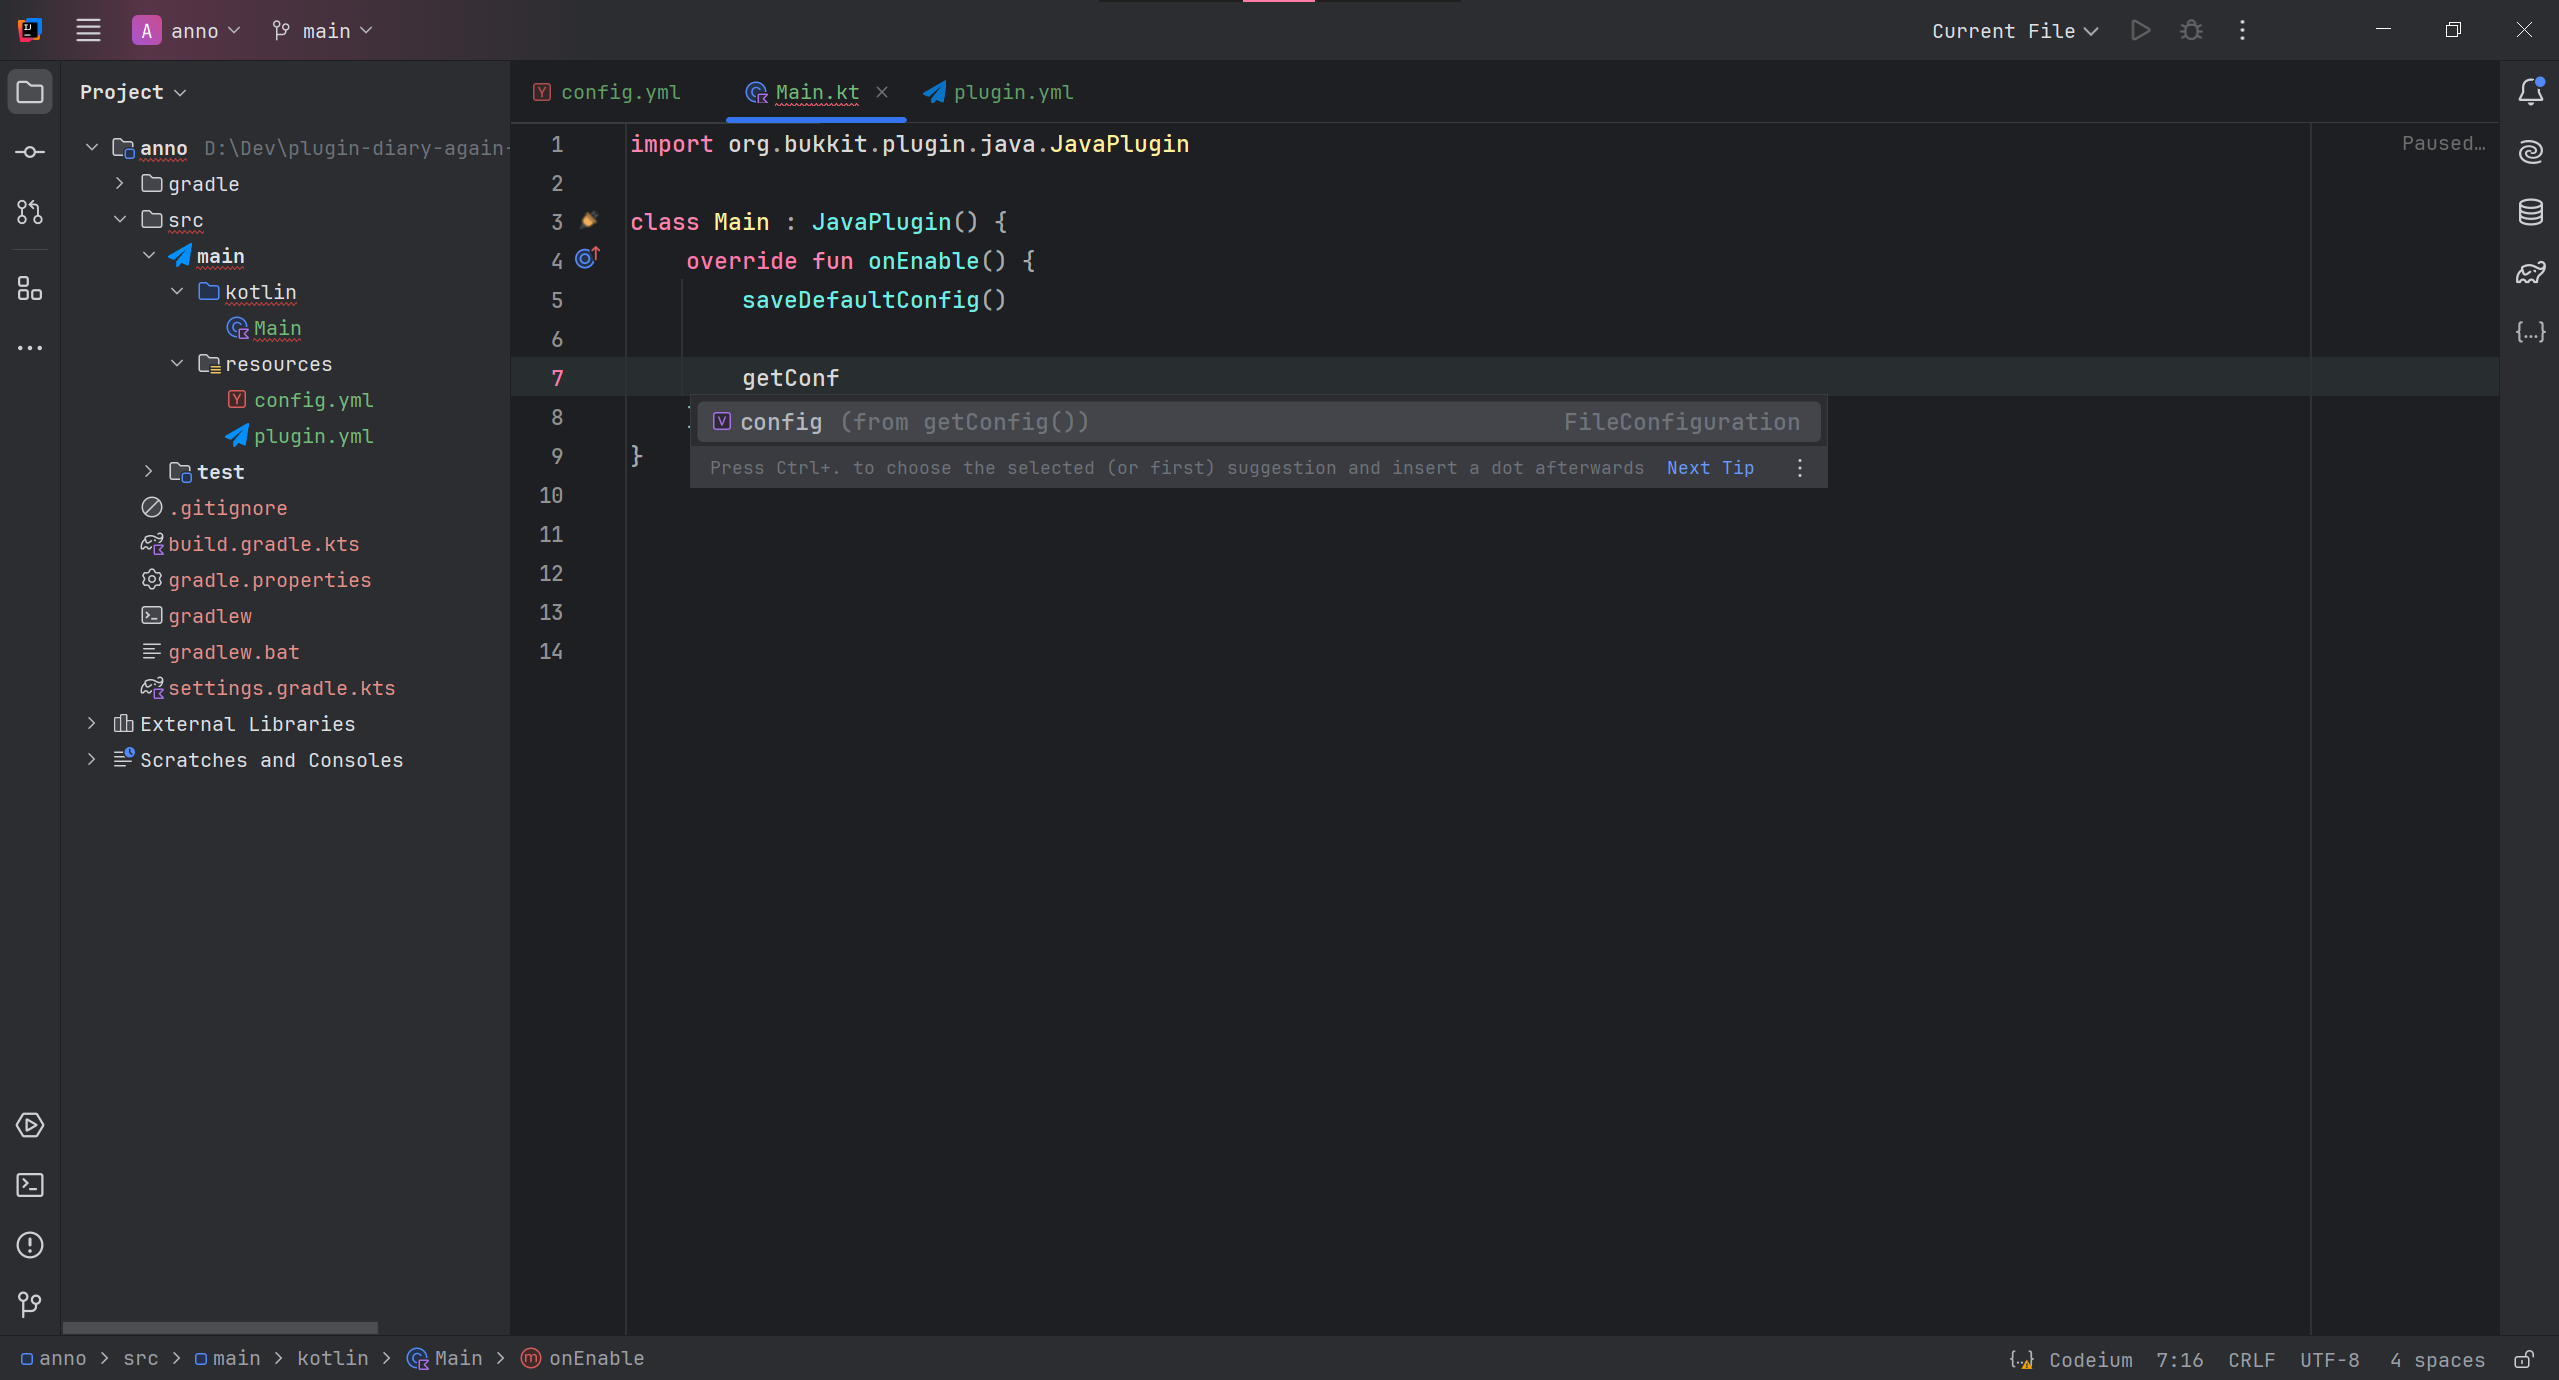 A anno main Current File
Project
config.yml Main.kt plugin.yml
anno D:\Dev\plugin-diary-again-
gradle
src
main
kotlin
Main
resources
config.yml
plugin.yml
test
.gitignore
build.gradle.kts
gradle.properties
gradlew
gradlew.bat
settings.gradle.kts
External Libraries
Scratches and Consoles
1 import org.bukkit.plugin.java.JavaPlugin
2
3 class Main : JavaPlugin() {
4 override fun onEnable() {
5 saveDefaultConfig()
6
7 getConf
8
9 }
10
11
12
13
14
Paused...
config (from getConfig()) FileConfiguration
Press Ctrl+. to choose the selected (or first) suggestion and insert a dot afterwards Next Tip
anno > src > main > kotlin > Main > onEnable
Codeium 7:16 CRLF UTF-8 4 spaces